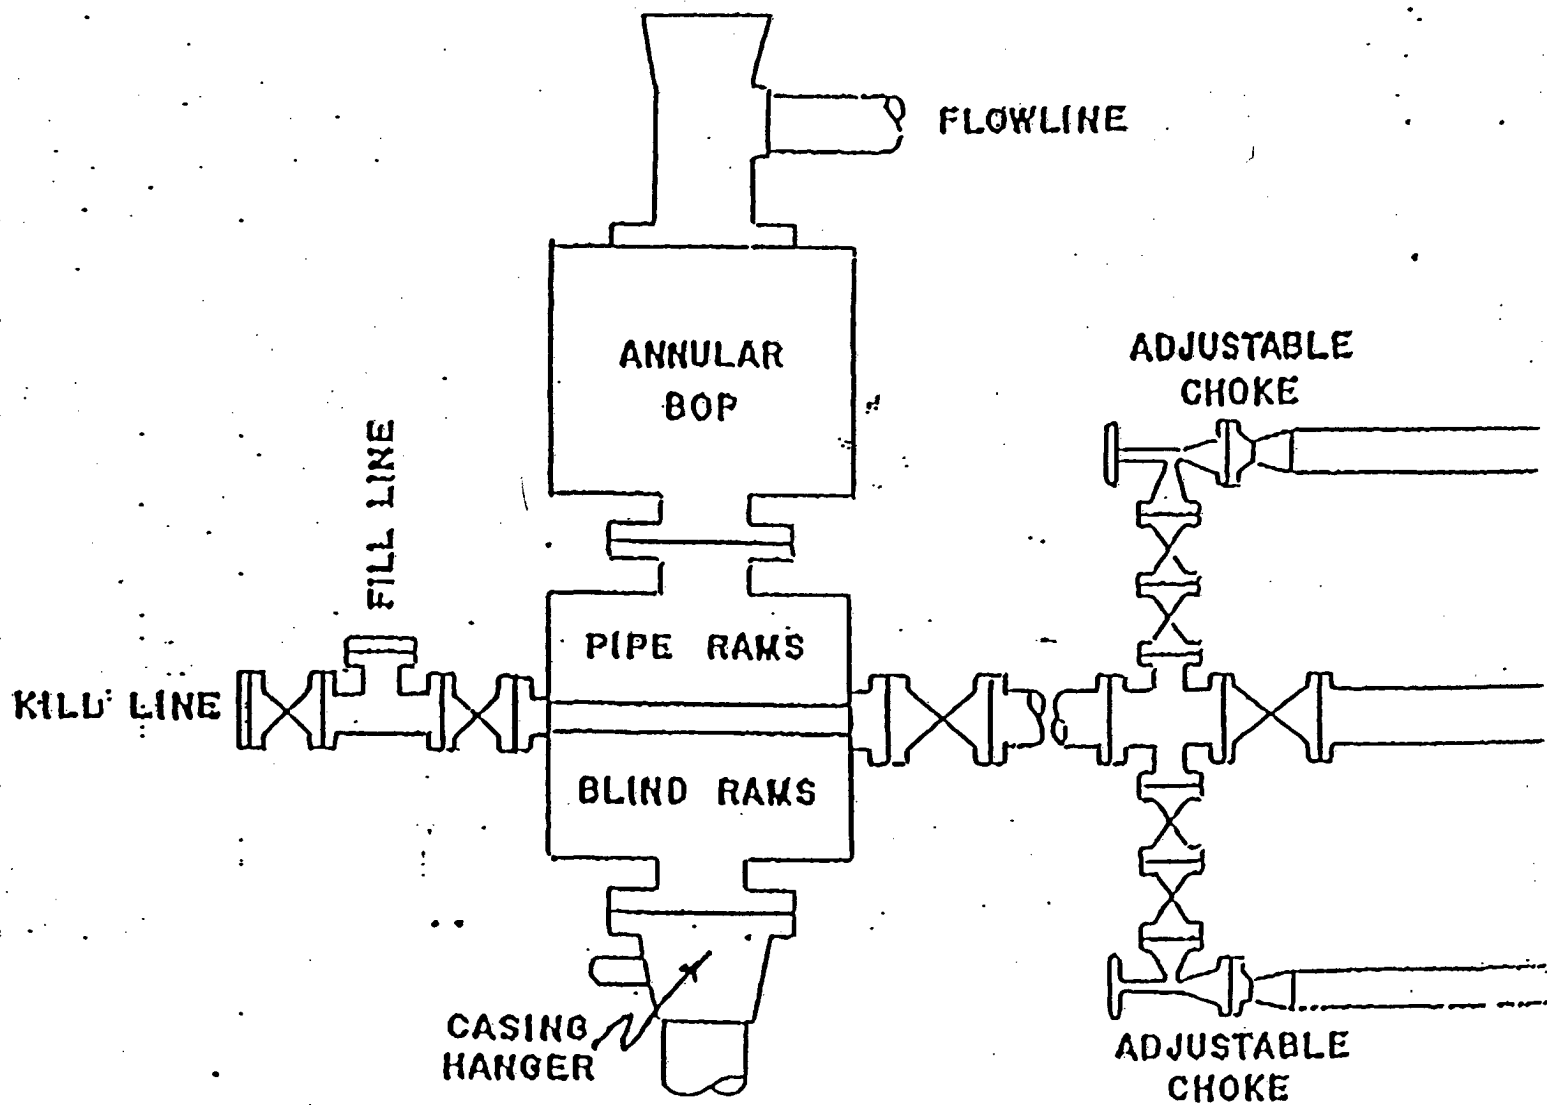 FLOWLINE
ANNULAR
BOP
ADJUSTABLE
CHOKE
FILL LINE
PIPE RAMS
KILL LINE
BLIND RAMS
CASING
HANGER
ADJUSTABLE
CHOKE